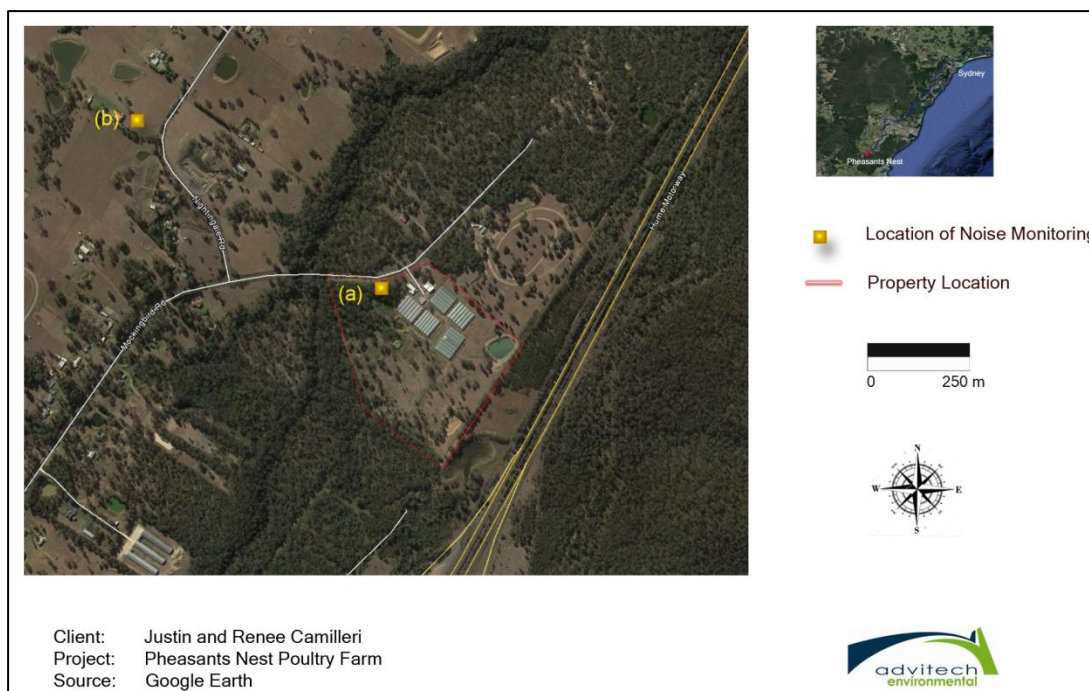 (b)
Nightingale Rd
Mockingbird Rd
(a)
Hume Motorway
Sydney
Pheasants Nest
Location of Noise Monitoring
Property Location
0 250 m
N
W E
S
Client: Justin and Renee Camilleri
Project: Pheasants Nest Poultry Farm
Source: Google Earth
advitech
environmental